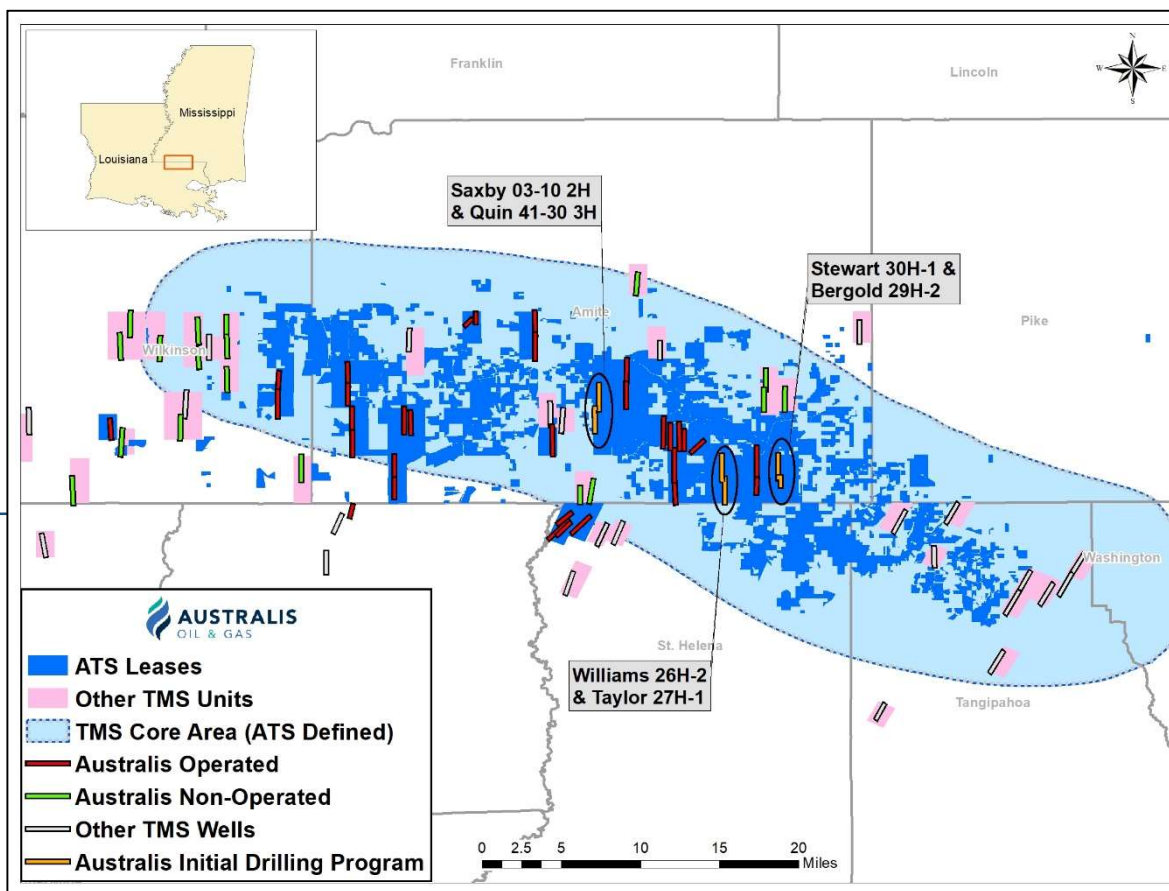 Mississippi
Louisiana
Franklin
Lincoln
N
W
E
S
Saxby 03-10 2H
& Quin 41-30 3H
Stewart 30H-1 &
Bergold 29H-2
Amite
Pike
Wilkinson
Washington
St. Helena
Williams 26H-2
& Taylor 27H-1
Tangipahoa
AUSTRALIS
OIL & GAS
ATS Leases
Other TMS Units
TMS Core Area (ATS Defined)
Australis Operated
Australis Non-Operated
Other TMS Wells
Australis Initial Drilling Program
0 2.5 5 10 15 20
Miles